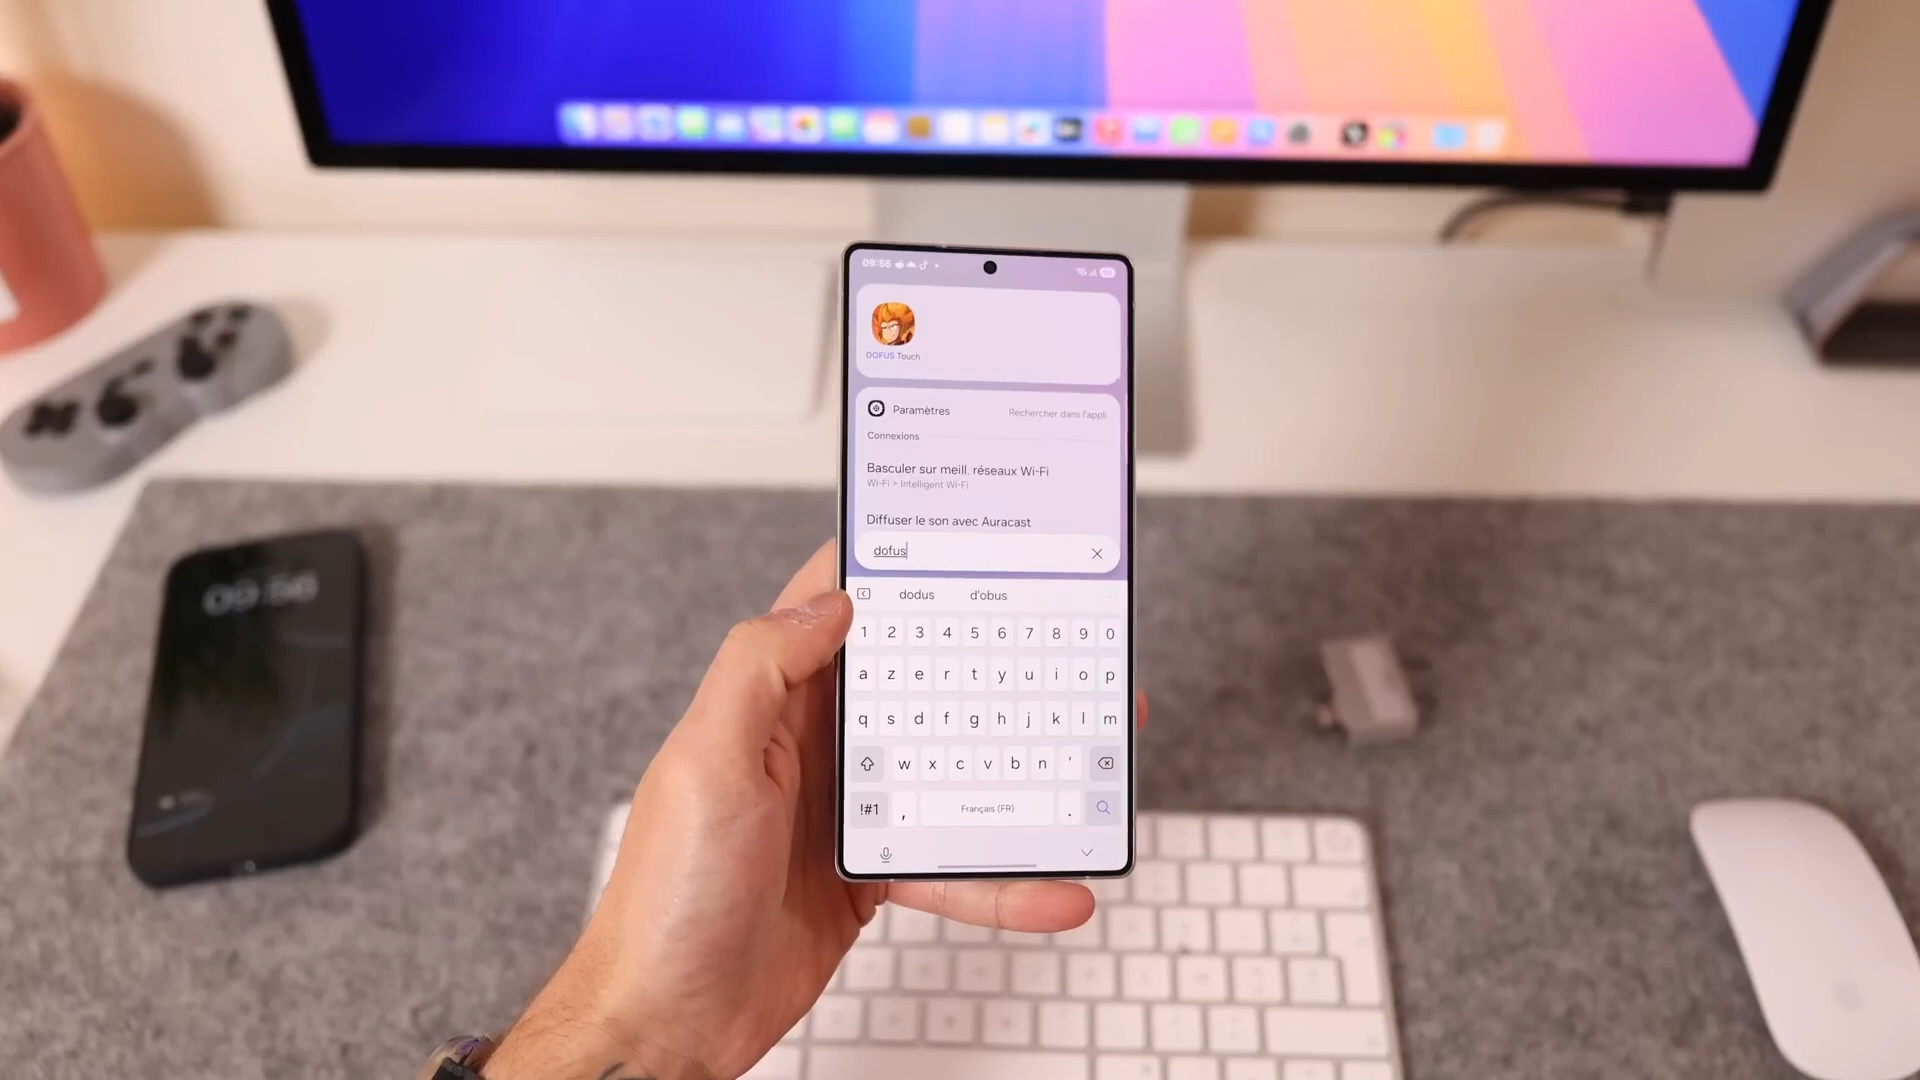 09:56
DOFUS Touch
Paramètres
Rechercher dans l'appli.
Connexions
Basculer sur meill. réseaux Wi-Fi
Wi-Fi > Intelligent Wi-Fi
Diffuser le son avec Auracast
dofus
dodus d'obus
1 2 3 4 5 6 7 8 9 0
a z e r t y u i o p
q s d f g h j k l m
w x c v b n '
!#1 , Français (FR) .
09:56